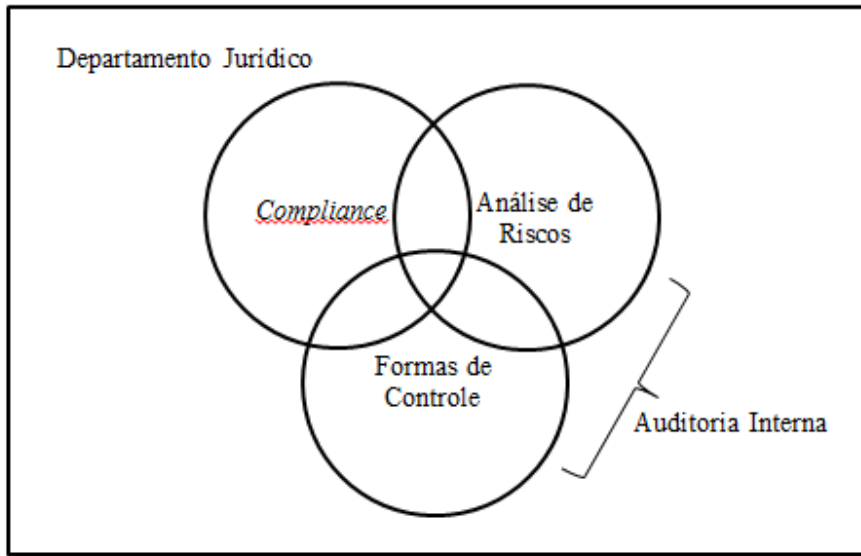 Departamento Jurídico
Compliance
Análise de
Riscos
Formas de
Controle
Auditoria Interna